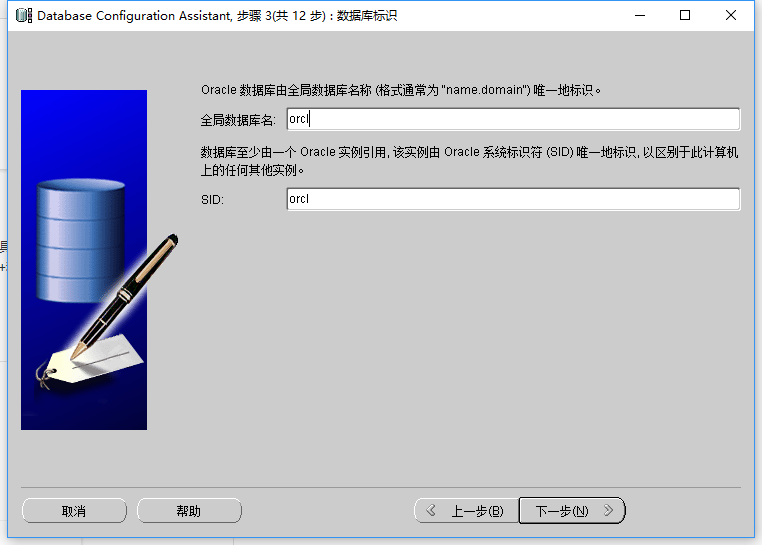 Database Configuration Assistant, 步骤 3(共 12 步) : 数据库标识
Oracle 数据库由全局数据库名称 (格式通常为 "name.domain") 唯一地标识。
全局数据库名: orcl
数据库至少由一个 Oracle 实例引用, 该实例由 Oracle 系统标识符 (SID) 唯一地标识, 以区别于此计算机
上的任何其他实例。
SID: orcl
取消 帮助 上一步(B) 下一步(N)